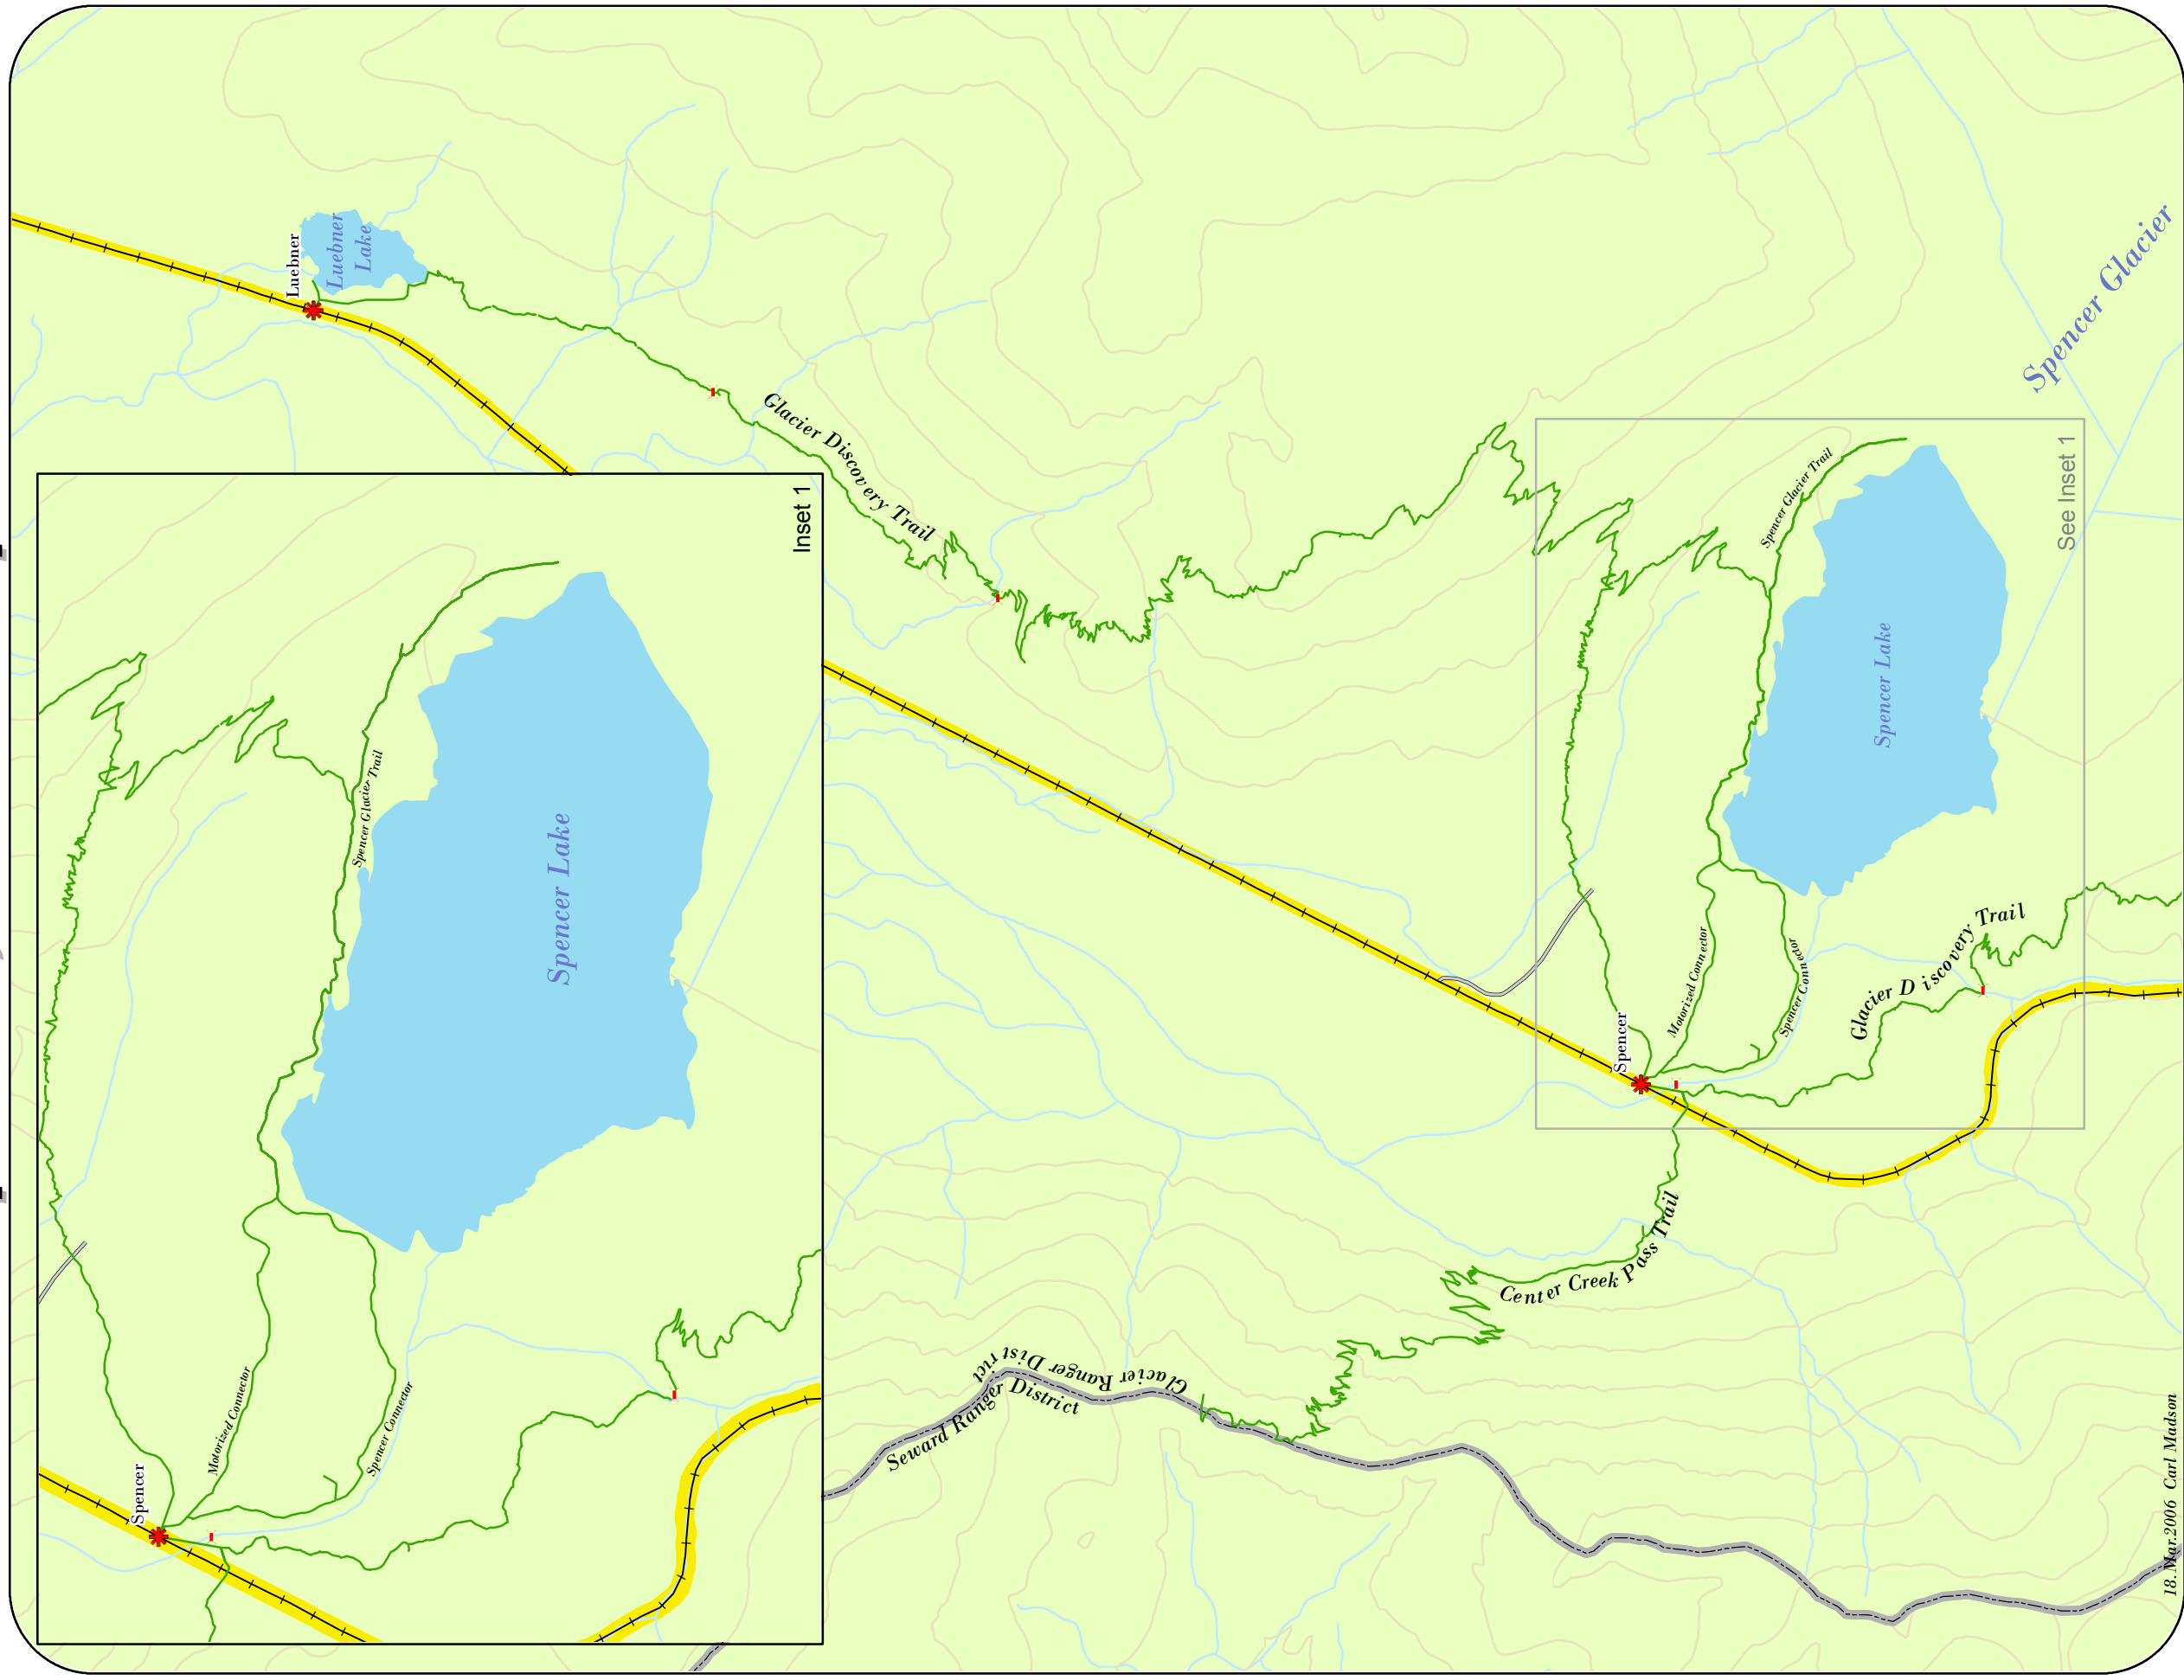 Luebner
Luebner
Lake
Glacier Discovery Trail
Spencer Glacier
Inset 1
See Inset 1
Spencer Glacier Trail
Spencer Lake
Motorized Connector
Spencer Connector
Spencer
Spencer Glacier Trail
Spencer Lake
Motorized Connector
Spencer Connector
Spencer
Glacier Discovery Trail
Center Creek Pass Trail
Glacier Ranger District
Seward Ranger District
18.Mar.2006 Carl Madson